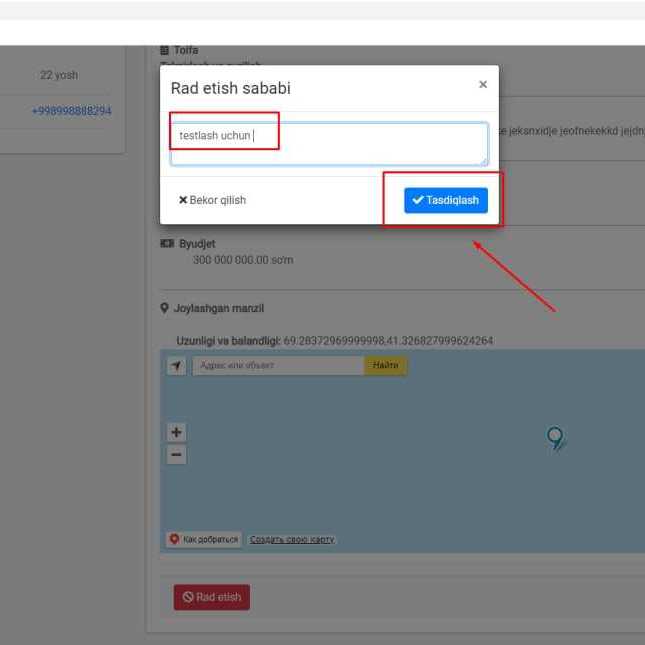 Toifa
22 yosh
+998998888294
Rad etish sababi
×
testlash uchun
jeksnxidje jeofnekekkd jejdn
Bekor qilish
Tasdiqlash
Byudjet
300 000 000.00 so'm
Joylashgan manzil
Uzunligi va balandligi: 69.28372969999998,41.326827999624264
Адрес или объект
Найти
+
−
Как добраться
Создать свою карту
Rad etish